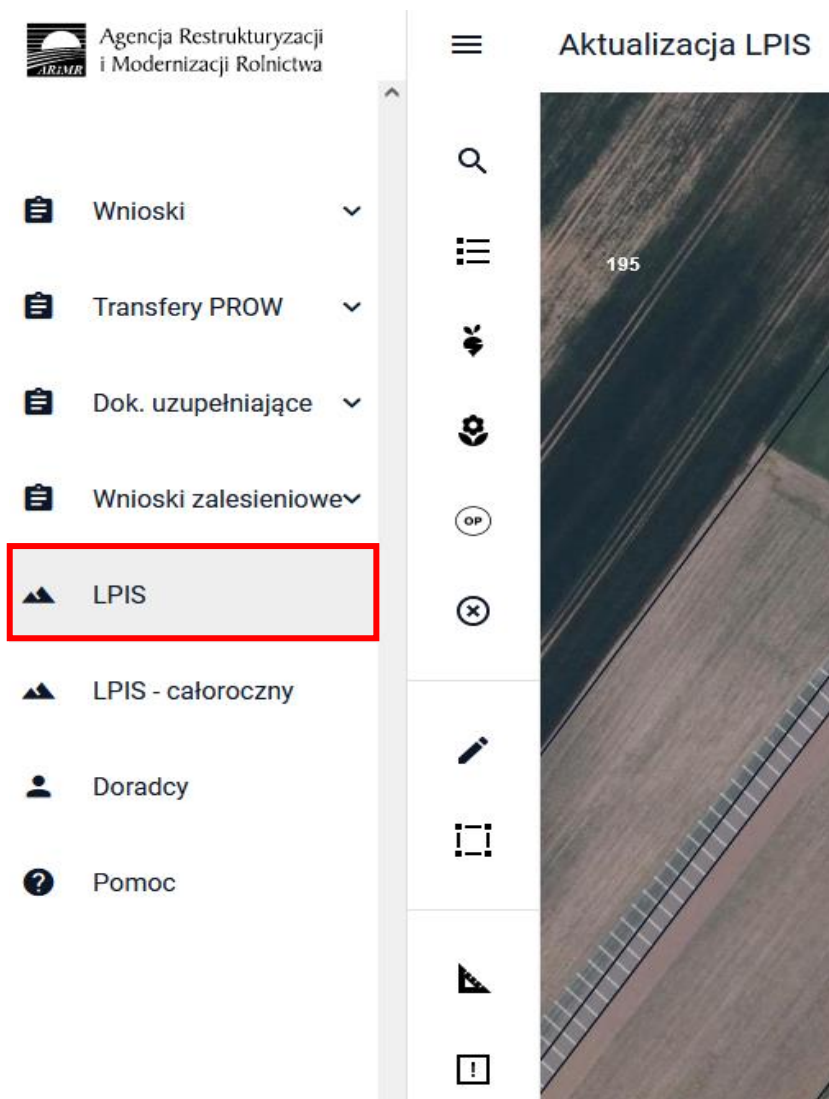 Agencja Restrukturyzacji
i Modernizacji Rolnictwa
ARiMR
Aktualizacja LPIS
Wnioski
Transfery PROW
Dok. uzupełniające
Wnioski zalesieniowe
LPIS
LPIS - całoroczny
Doradcy
Pomoc
OP
195